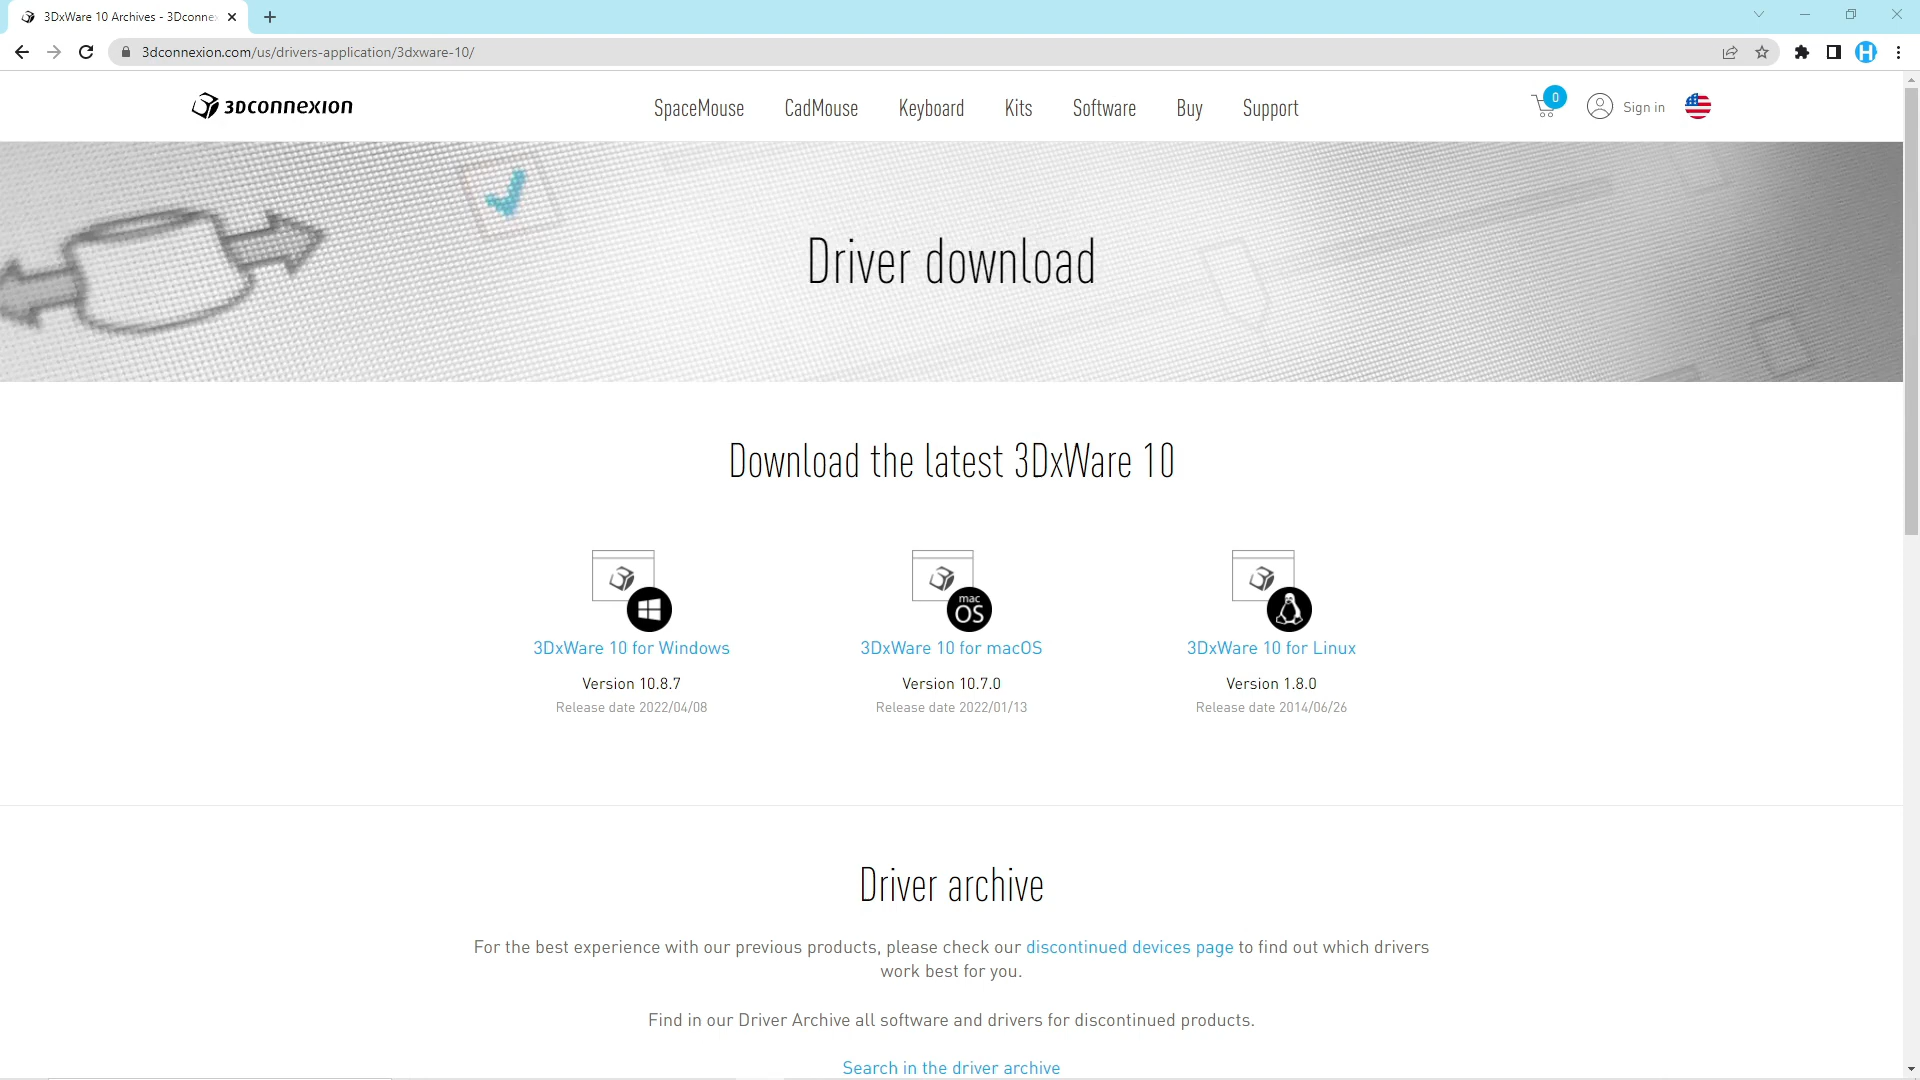 3DxWare 10 Archives - 3Dconnex
3dconnexion.com/us/drivers-application/3dxware-10/
3Dconnexion
SpaceMouse
CadMouse
Keyboard
Kits
Software
Buy
Support
0
Sign in
Driver download
Download the latest 3DxWare 10
3DxWare 10 for Windows
Version 10.8.7
Release date 2022/04/08
mac
OS
3DxWare 10 for macOS
Version 10.7.0
Release date 2022/01/13
3DxWare 10 for Linux
Version 1.8.0
Release date 2014/06/26
Driver archive
For the best experience with our previous products, please check our discontinued devices page to find out which drivers
work best for you.
Find in our Driver Archive all software and drivers for discontinued products.
Search in the driver archive